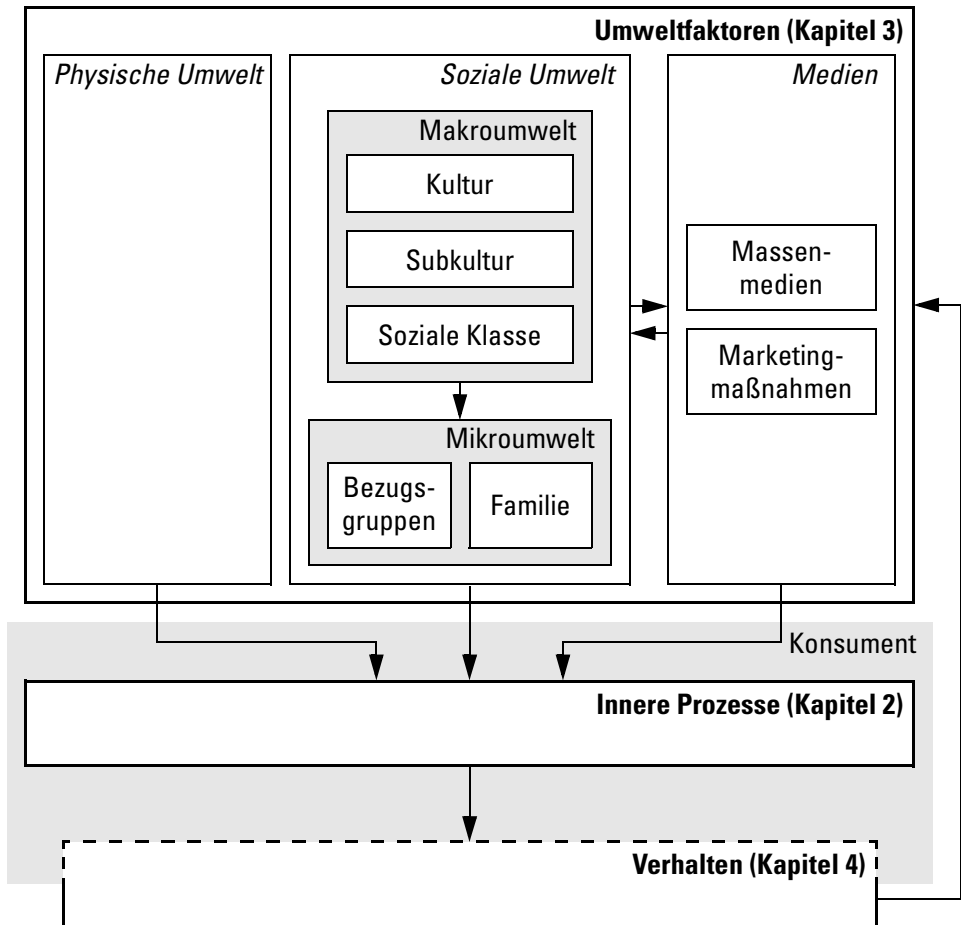 Umweltfaktoren (Kapitel 3)
Physische Umwelt
Soziale Umwelt
Makroumwelt
Kultur
Subkultur
Soziale Klasse
Mikroumwelt
Bezugs-
gruppen
Familie
Medien
Massen-
medien
Marketing-
maßnahmen
Konsument
Innere Prozesse (Kapitel 2)
Verhalten (Kapitel 4)